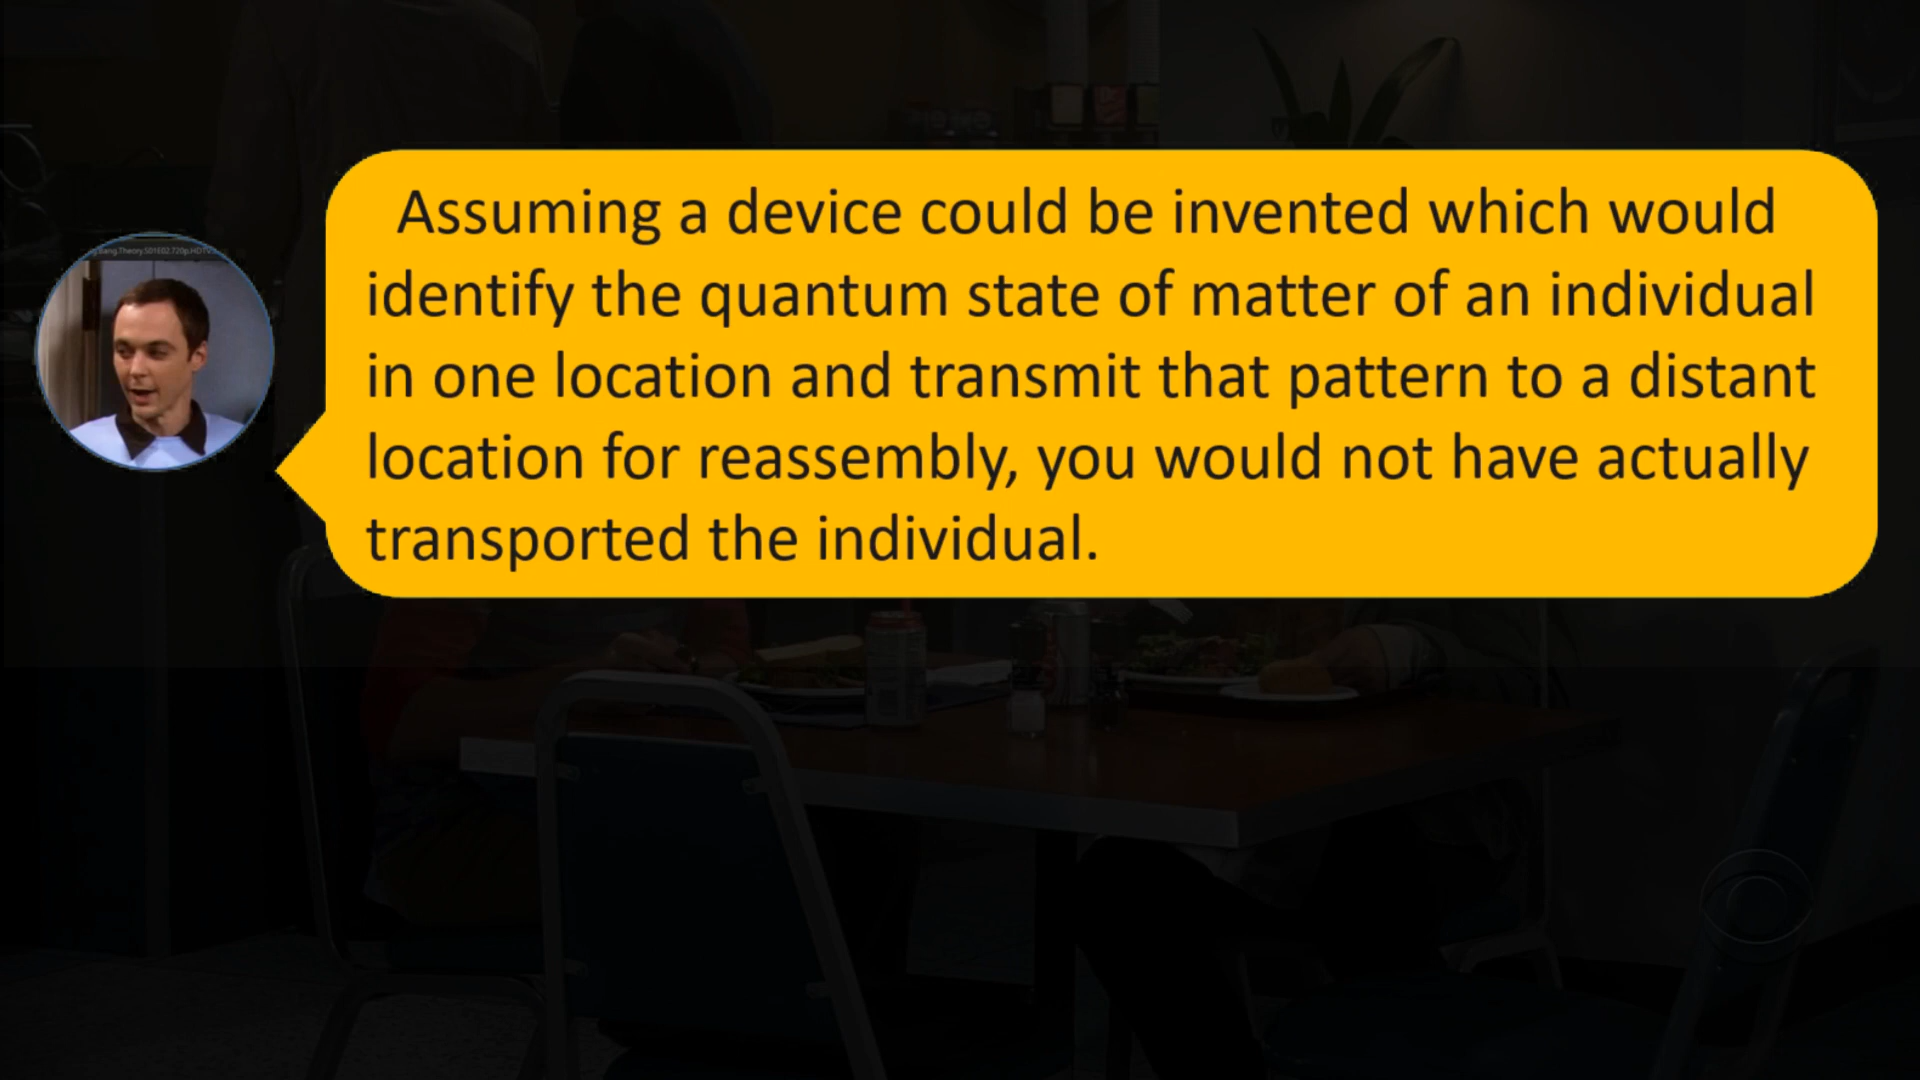 Assuming a device could be invented which would
identify the quantum state of matter of an individual
in one location and transmit that pattern to a distant
location for reassembly, you would not have actually
transported the individual.